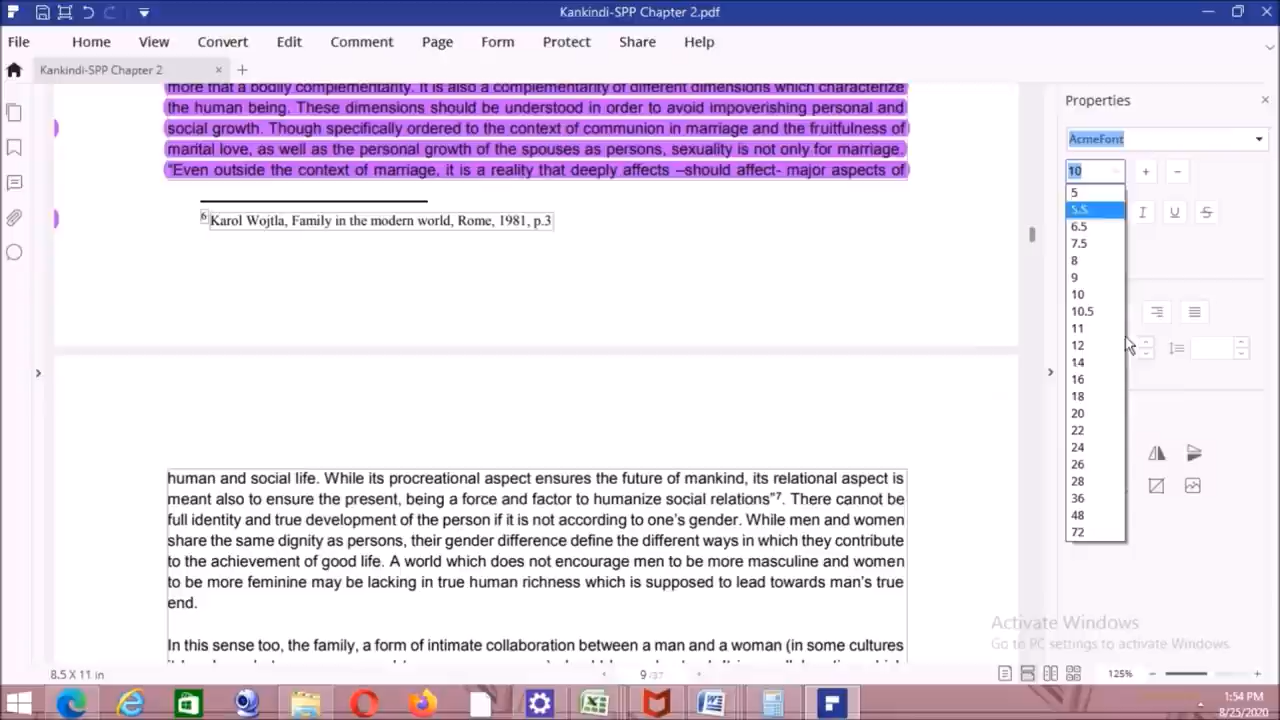 Kankindi-SPP Chapter 2.pdf
File Home View Convert Edit Comment Page Form Protect Share Help
Kankindi-SPP Chapter 2 × +
more that a bodily complementarity. It is also a complementarity of different dimensions which characterize
the human being. These dimensions should be understood in order to avoid impoverishing personal and
social growth. Though specifically ordered to the context of communion in marriage and the fruitfulness of
marital love, as well as the personal growth of the spouses as persons, sexuality is not only for marriage.
“Even outside the context of marriage, it is a reality that deeply affects –should affect- major aspects of
6 Karol Wojtla, Family in the modern world, Rome, 1981, p.3
human and social life. While its procreational aspect ensures the future of mankind, its relational aspect is
meant also to ensure the present, being a force and factor to humanize social relations”7. There cannot be
full identity and true development of the person if it is not according to one’s gender. While men and women
share the same dignity as persons, their gender difference define the different ways in which they contribute
to the achievement of good life. A world which does not encourage men to be more masculine and women
to be more feminine may be lacking in true human richness which is supposed to lead towards man’s true
end.
In this sense too, the family, a form of intimate collaboration between a man and a woman (in some cultures
Properties
AcmeFont
10
5
5.5
6.5
7.5
8
9
10
10.5
11
12
14
16
18
20
22
24
26
28
36
48
72
I U S
Activate Windows
Go to PC settings to activate Windows.
8.5 X 11 in
9 /37
125%
1:54 PM
8/25/2020